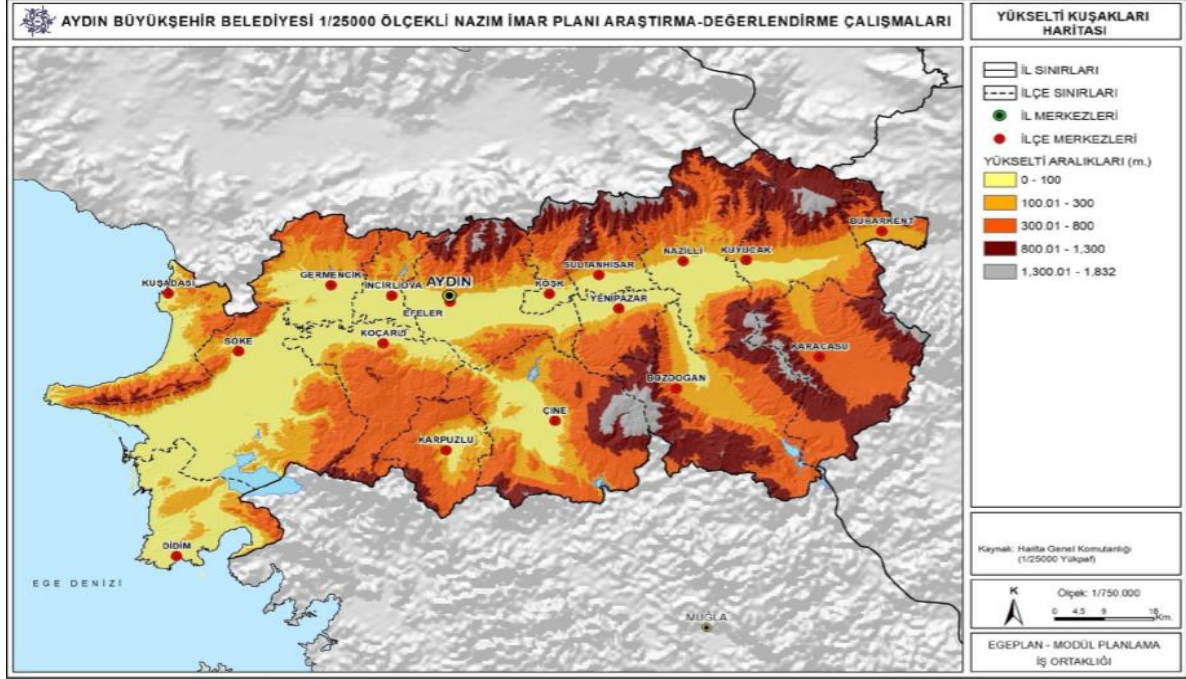 AYDIN BÜYÜKŞEHİR BELEDİYESİ 1/25000 ÖLÇEKLİ NAZIM İMAR PLANI ARAŞTIRMA-DEĞERLENDİRME ÇALIŞMALARI
YÜKSELTİ KUŞAKLARI
HARİTASI
İL SINIRLARI
İLÇE SINIRLARI
İL MERKEZLERİ
İLÇE MERKEZLERİ
YÜKSELTİ ARALIKLARI (m.)
0 - 100
100.01 - 300
300.01 - 800
800.01 - 1,300
1,300.01 - 1,832
BUHARKENT
KUYUCAK
NAZİLLİ
SULTANHİSAR
GERMENCİK
KUŞADASI
İNCİRLİOVA
AYDIN
KÖŞK
EFELER
YENİPAZAR
KOÇARLI
SÖKE
KARACASU
BOZDOĞAN
ÇİNE
KARPUZLU
DİDİM
EGE DENİZİ
MUĞLA
Kaynak: Harita Genel Komutanlığı
(1/25000 Yükpaf)
K
Ölçek: 1/750.000
0 4.5 9 18
Km.
EGEPLAN - MODÜL PLANLAMA
İŞ ORTAKLIĞI